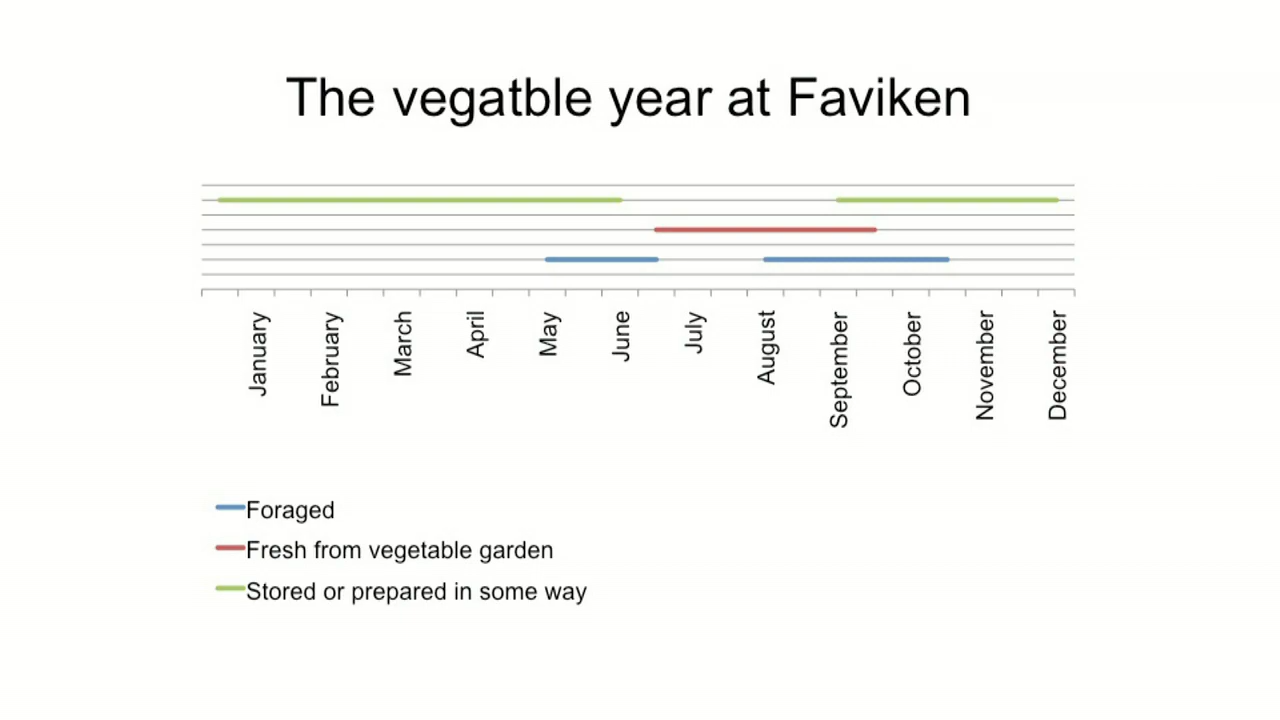 The vegatble year at Faviken
January
February
March
April
May
June
July
August
September
October
November
December
Foraged
Fresh from vegetable garden
Stored or prepared in some way